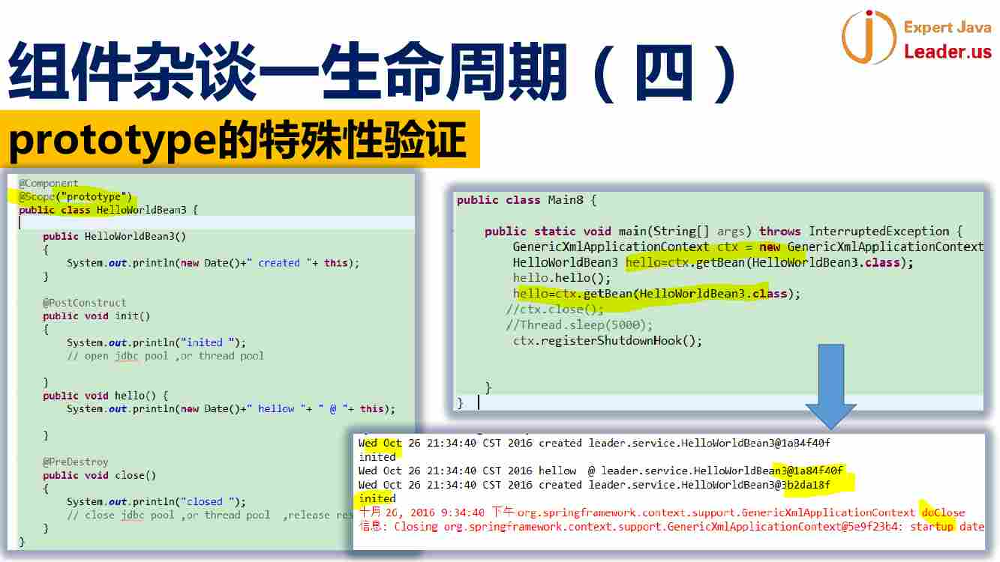 Expert Java
Leader.us
组件杂谈一生命周期（四）
prototype的特殊性验证
@Component
@Scope("prototype")
public class HelloWorldBean3 {
public HelloWorldBean3()
{
System.out.println(new Date()+" created "+ this);
}
@PostConstruct
public void init()
{
System.out.println("inited ");
// open jdbc pool ,or thread pool
}
public void hello() {
System.out.println(new Date()+" hellow "+ " @ "+ this);
}
@PreDestroy
public void close()
{
System.out.println("closed ");
// close jdbc pool ,or thread pool  ,release res
}
}
public class Main8 {
public static void main(String[] args) throws InterruptedException {
GenericXmlApplicationContext ctx = new GenericXmlApplicationContext
HelloWorldBean3 hello=ctx.getBean(HelloWorldBean3.class);
hello.hello();
hello=ctx.getBean(HelloWorldBean3.class);
//ctx.close();
//Thread.sleep(5000);
ctx.registerShutdownHook();
}
}
Wed Oct 26 21:34:40 CST 2016 created leader.service.HelloWorldBean3@1a84f40f
inited
Wed Oct 26 21:34:40 CST 2016 hellow  @ leader.service.HelloWorldBean3@1a84f40f
Wed Oct 26 21:34:40 CST 2016 created leader.service.HelloWorldBean3@3b2da18f
inited
十月 26, 2016 9:34:40 下午 org.springframework.context.support.GenericXmlApplicationContext doClose
信息: Closing org.springframework.context.support.GenericXmlApplicationContext@5e9f23b4: startup date